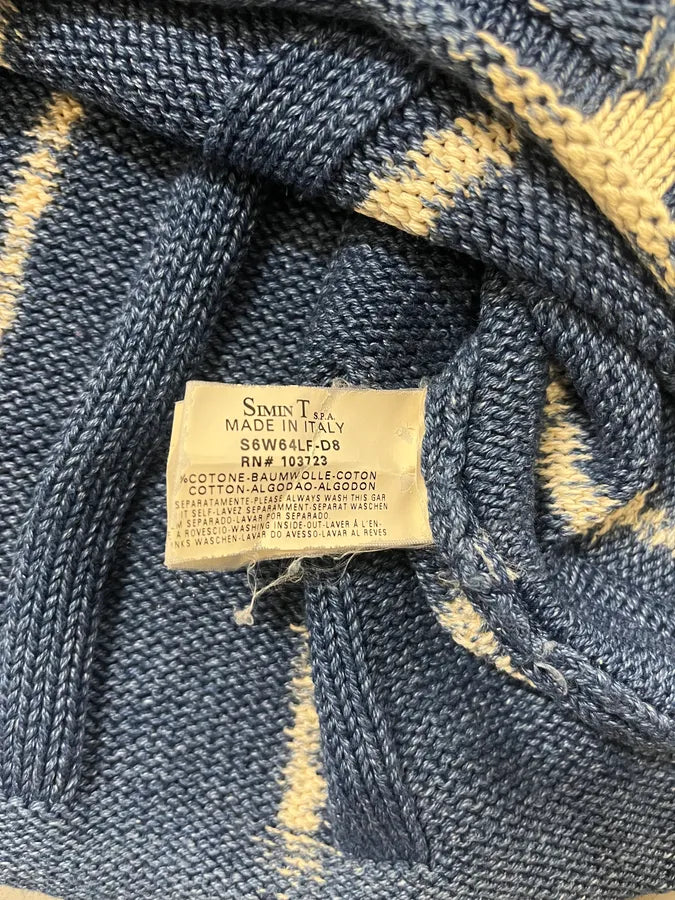 SIMIN T S.P.A.
MADE IN ITALY
S6W64LF-D8
RN# 103723
%COTONE-BAUMWOLLE-COTON
COTTON-ALGODAO-ALGODON
SEPARATAMENTE-PLEASE ALWAYS WASH THIS GAR
IT SELF-LAVEZ SEPARAMMENT-SEPARAT WASCHEN
SEPARADO-LAVAR POR SEPARADO
A ROVESCIO-WASHING INSIDE-OUT-LAVER À L'EN-
NKS WASCHEN-LAVAR DO AVESSO-LAVAR AL RÈVES